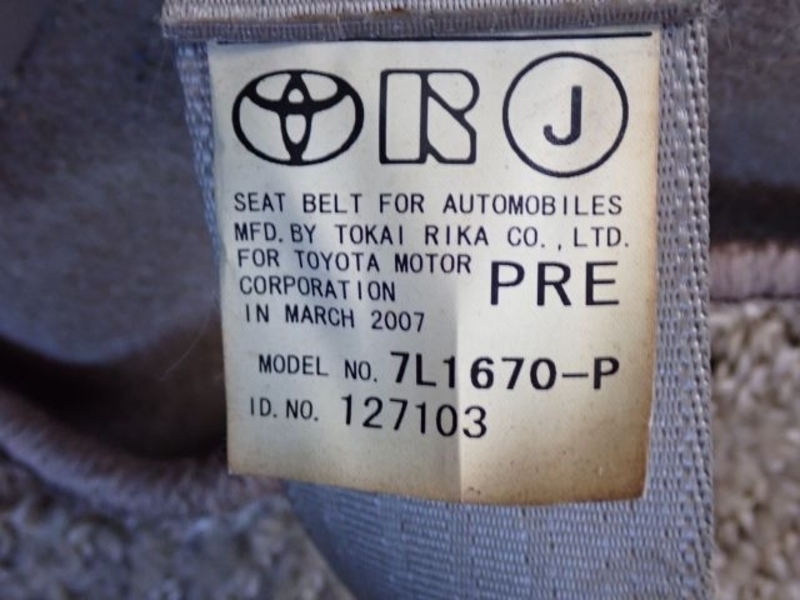 R J
SEAT BELT FOR AUTOMOBILES
MFD. BY TOKAI RIKA CO., LTD.
FOR TOYOTA MOTOR
CORPORATION PRE
IN MARCH 2007
MODEL NO. 7L1670-P
ID. NO. 127103